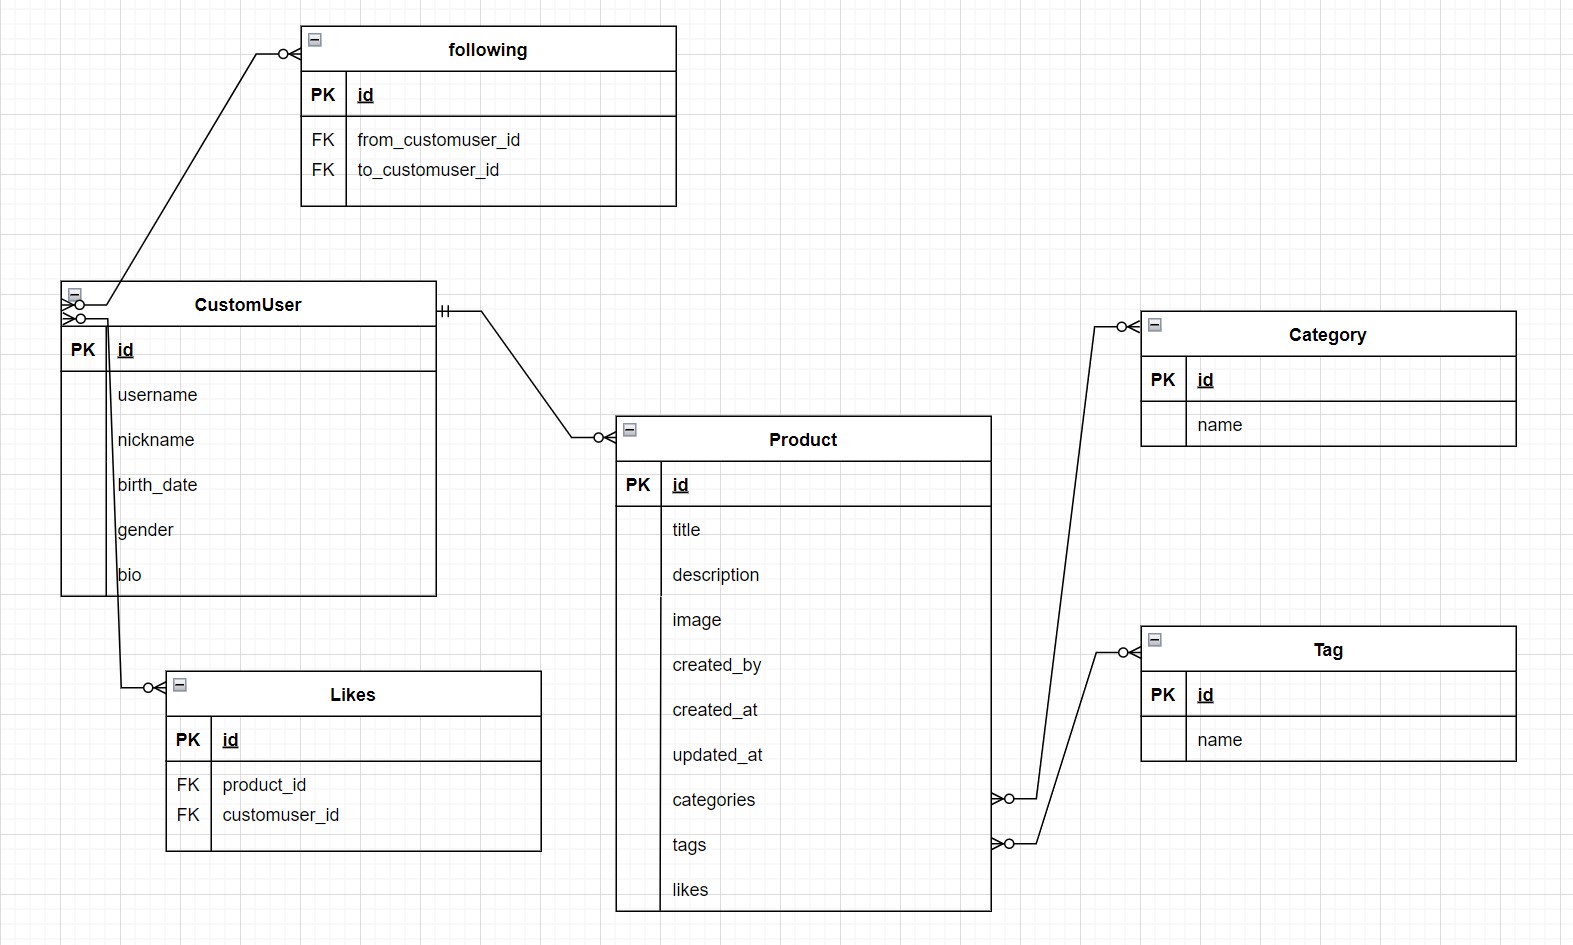 following
PK id
FK from_customuser_id
FK to_customuser_id
CustomUser
PK id
username
nickname
birth_date
gender
bio
Likes
PK id
FK product_id
FK customuser_id
Product
PK id
title
description
image
created_by
created_at
updated_at
categories
tags
likes
Category
PK id
name
Tag
PK id
name